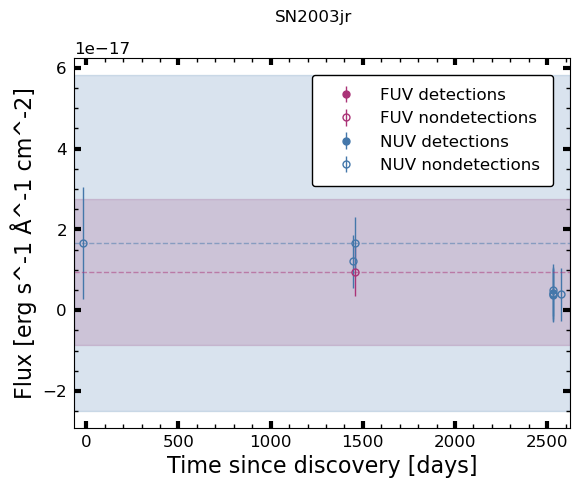 SN2003jr
1e−17
Flux [erg s^-1 Å^-1 cm^-2]
6
4
2
0
−2
FUV detections
FUV nondetections
NUV detections
NUV nondetections
0 500 1000 1500 2000 2500
Time since discovery [days]